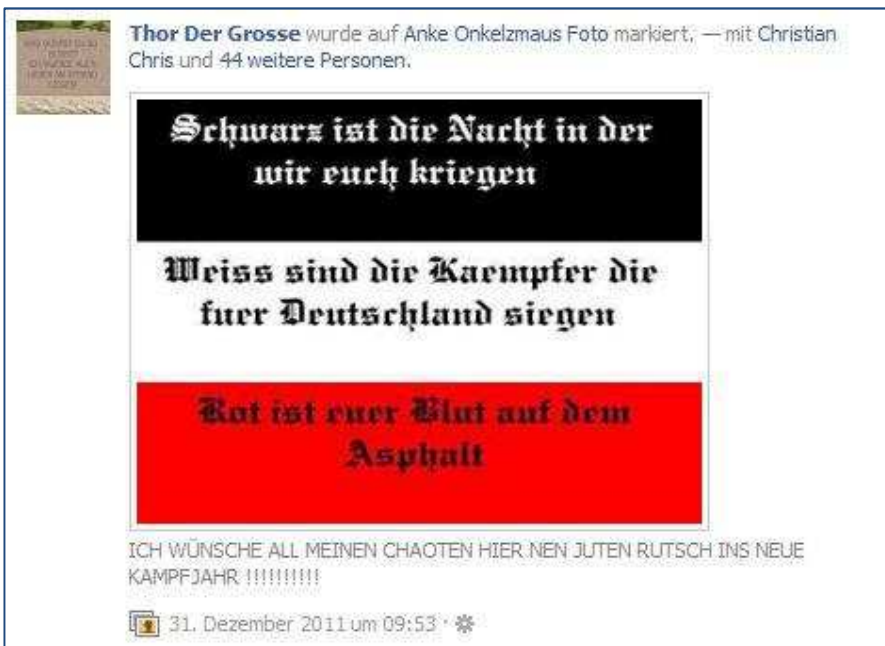 Thor Der Grosse wurde auf Anke Onkelzmaus Foto markiert. — mit Christian
Chris und 44 weitere Personen.
Schwarz ist die Nacht in der
wir euch kriegen
Weiss sind die Kaempfer die
fuer Deutschland siegen
Rot ist euer Blut auf dem
Asphalt
ICH WÜNSCHE ALL MEINEN CHAOTEN HIER NEN JUTEN RUTSCH INS NEUE
KAMPFJAHR !!!!!!!!!!
31. Dezember 2011 um 09:53 ·